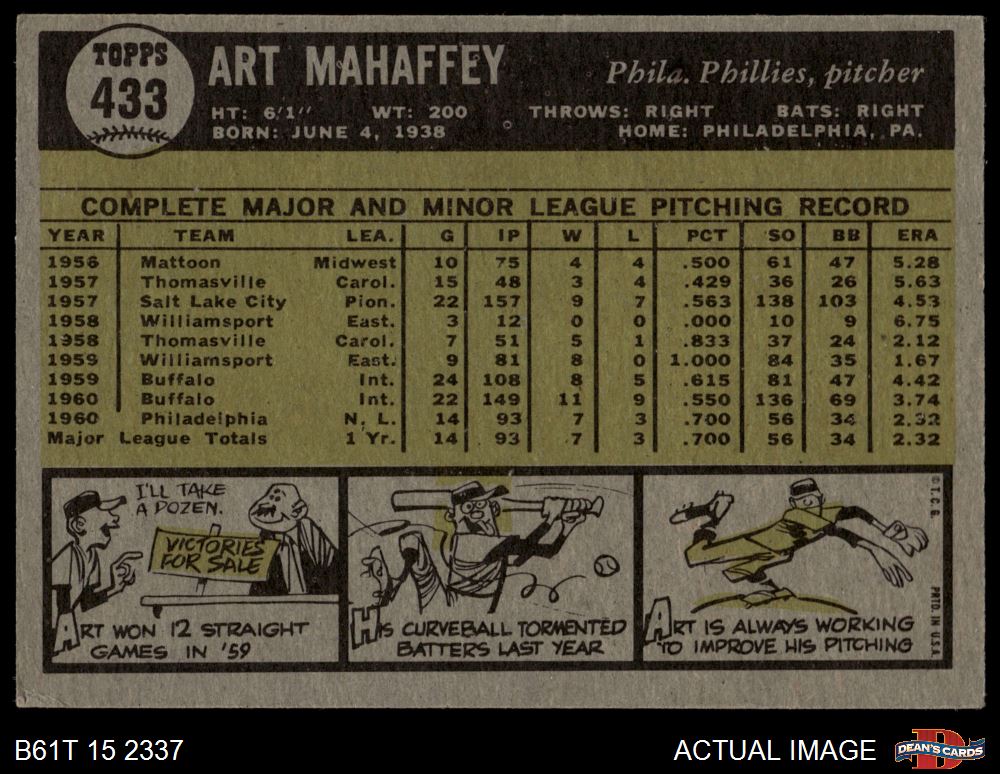 TOPPS
433
ART MAHAFFEY
Phila. Phillies, pitcher
HT: 6'1" WT: 200 THROWS: RIGHT BATS: RIGHT
BORN: JUNE 4, 1938 HOME: PHILADELPHIA, PA.
COMPLETE MAJOR AND MINOR LEAGUE PITCHING RECORD
YEAR TEAM LEA. G IP W L PCT SO BB ERA
1956 Mattoon Midwest 10 75 4 4 .500 61 47 5.28
1957 Thomasville Carol. 15 48 3 4 .429 36 26 5.63
1957 Salt Lake City Pion. 22 157 9 7 .563 138 103 4.53
1958 Williamsport East. 3 12 0 0 .000 10 9 6.75
1958 Thomasville Carol. 7 51 5 1 .833 37 24 2.12
1959 Williamsport East. 9 81 8 0 1.000 84 35 1.67
1959 Buffalo Int. 24 108 8 5 .615 81 47 4.42
1960 Buffalo Int. 22 149 11 9 .550 136 69 3.74
1960 Philadelphia N. L. 14 93 7 3 .700 56 34 2.32
Major League Totals 1 Yr. 14 93 7 3 .700 56 34 2.32
I'LL TAKE
A DOZEN.
VICTORIES
FOR SALE
ART WON 12 STRAIGHT
GAMES IN '59
HIS CURVEBALL TORMENTED
BATTERS LAST YEAR
ART IS ALWAYS WORKING
TO IMPROVE HIS PITCHING
© T. C. G.
PRTD. IN U.S.A.
B61T 15 2337
ACTUAL IMAGE
DEAN'S CARDS